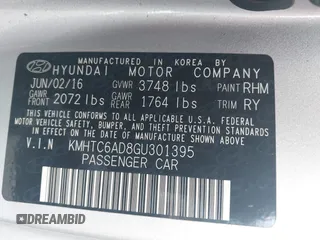 MANUFACTURED IN KOREA BY
HYUNDAI MOTOR COMPANY
JUN/02/16 GVWR 3748 lbs PAINT RHM
GAWR FRONT 2072 lbs GAWR REAR 1764 lbs TRIM RY
THIS VEHICLE CONFORMS TO ALL APPLICABLE U.S. FEDERAL
MOTOR VEHICLE SAFETY, BUMPER, AND THEFT PREVENTION
STANDARDS IN EFFECT ON THE DATE OF MANUFACTURE SHOWN ABOVE.
V.I.N KMHTC6AD8GU301395
PASSENGER CAR
DREAMBID